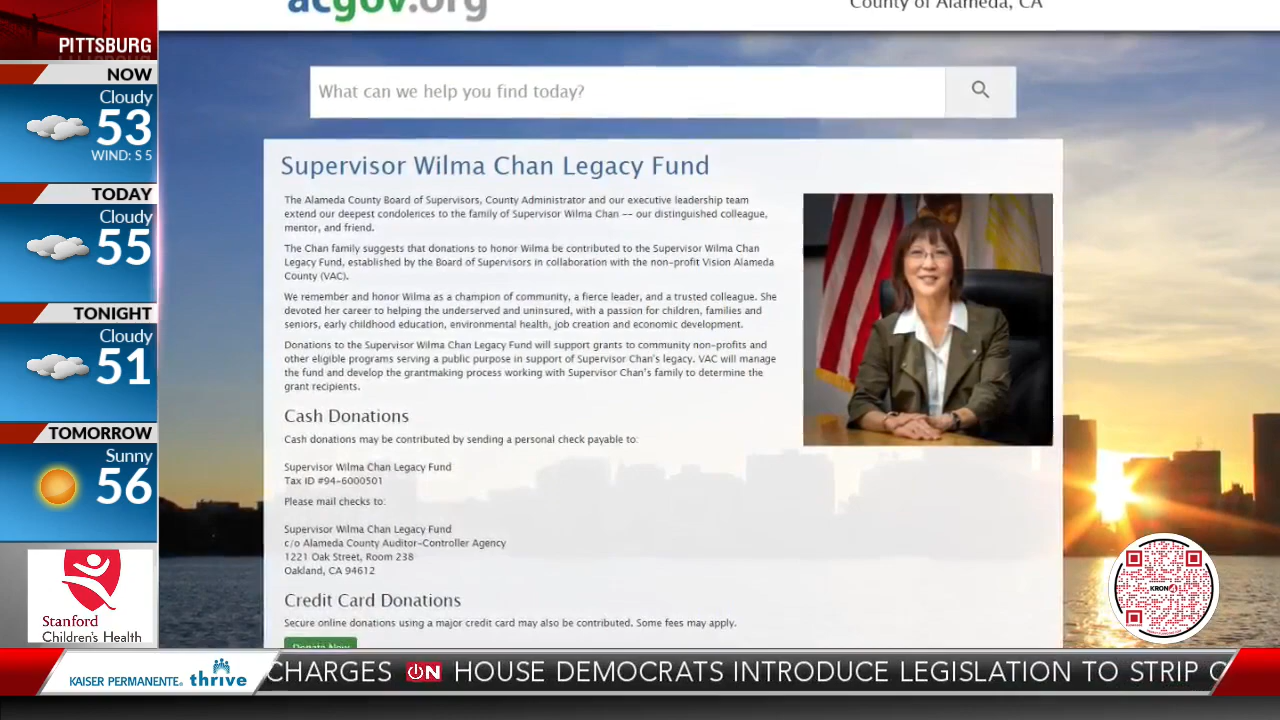 acgov.org
County of Alameda, CA
PITTSBURG
NOW
Cloudy
53
WIND: S 5
TODAY
Cloudy
55
TONIGHT
Cloudy
51
TOMORROW
Sunny
56
Stanford
Children's Health
What can we help you find today?
Supervisor Wilma Chan Legacy Fund
The Alameda County Board of Supervisors, County Administrator and our executive leadership team
extend our deepest condolences to the family of Supervisor Wilma Chan -- our distinguished colleague,
mentor, and friend.
The Chan family suggests that donations to honor Wilma be contributed to the Supervisor Wilma Chan
Legacy Fund, established by the Board of Supervisors in collaboration with the non-profit Vision Alameda
County (VAC).
We remember and honor Wilma as a champion of community, a fierce leader, and a trusted colleague. She
devoted her career to helping the underserved and uninsured, with a passion for children, families and
seniors, early childhood education, environmental health, job creation and economic development.
Donations to the Supervisor Wilma Chan Legacy Fund will support grants to community non-profits and
other eligible programs serving a public purpose in support of Supervisor Chan's legacy. VAC will manage
the fund and develop the grantmaking process working with Supervisor Chan's family to determine the
grant recipients.
Cash Donations
Cash donations may be contributed by sending a personal check payable to:
Supervisor Wilma Chan Legacy Fund
Tax ID #94-6000501
Please mail checks to:
Supervisor Wilma Chan Legacy Fund
c/o Alameda County Auditor-Controller Agency
1221 Oak Street, Room 238
Oakland, CA 94612
Credit Card Donations
Secure online donations using a major credit card may also be contributed. Some fees may apply.
Donate Now
KRON4
KAISER PERMANENTE® thrive
CHARGES ON HOUSE DEMOCRATS INTRODUCE LEGISLATION TO STRIP